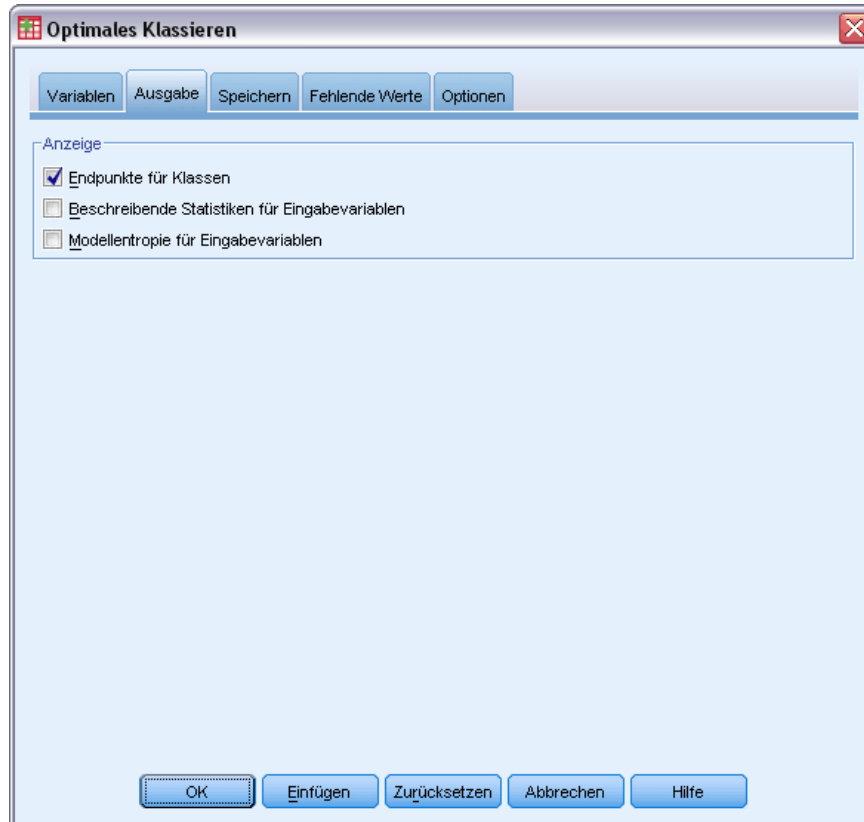 Optimales Klassieren
Variablen Ausgabe Speichern Fehlende Werte Optionen
Anzeige
Endpunkte für Klassen
Beschreibende Statistiken für Eingabevariablen
Modellentropie für Eingabevariablen
OK Einfügen Zurücksetzen Abbrechen Hilfe